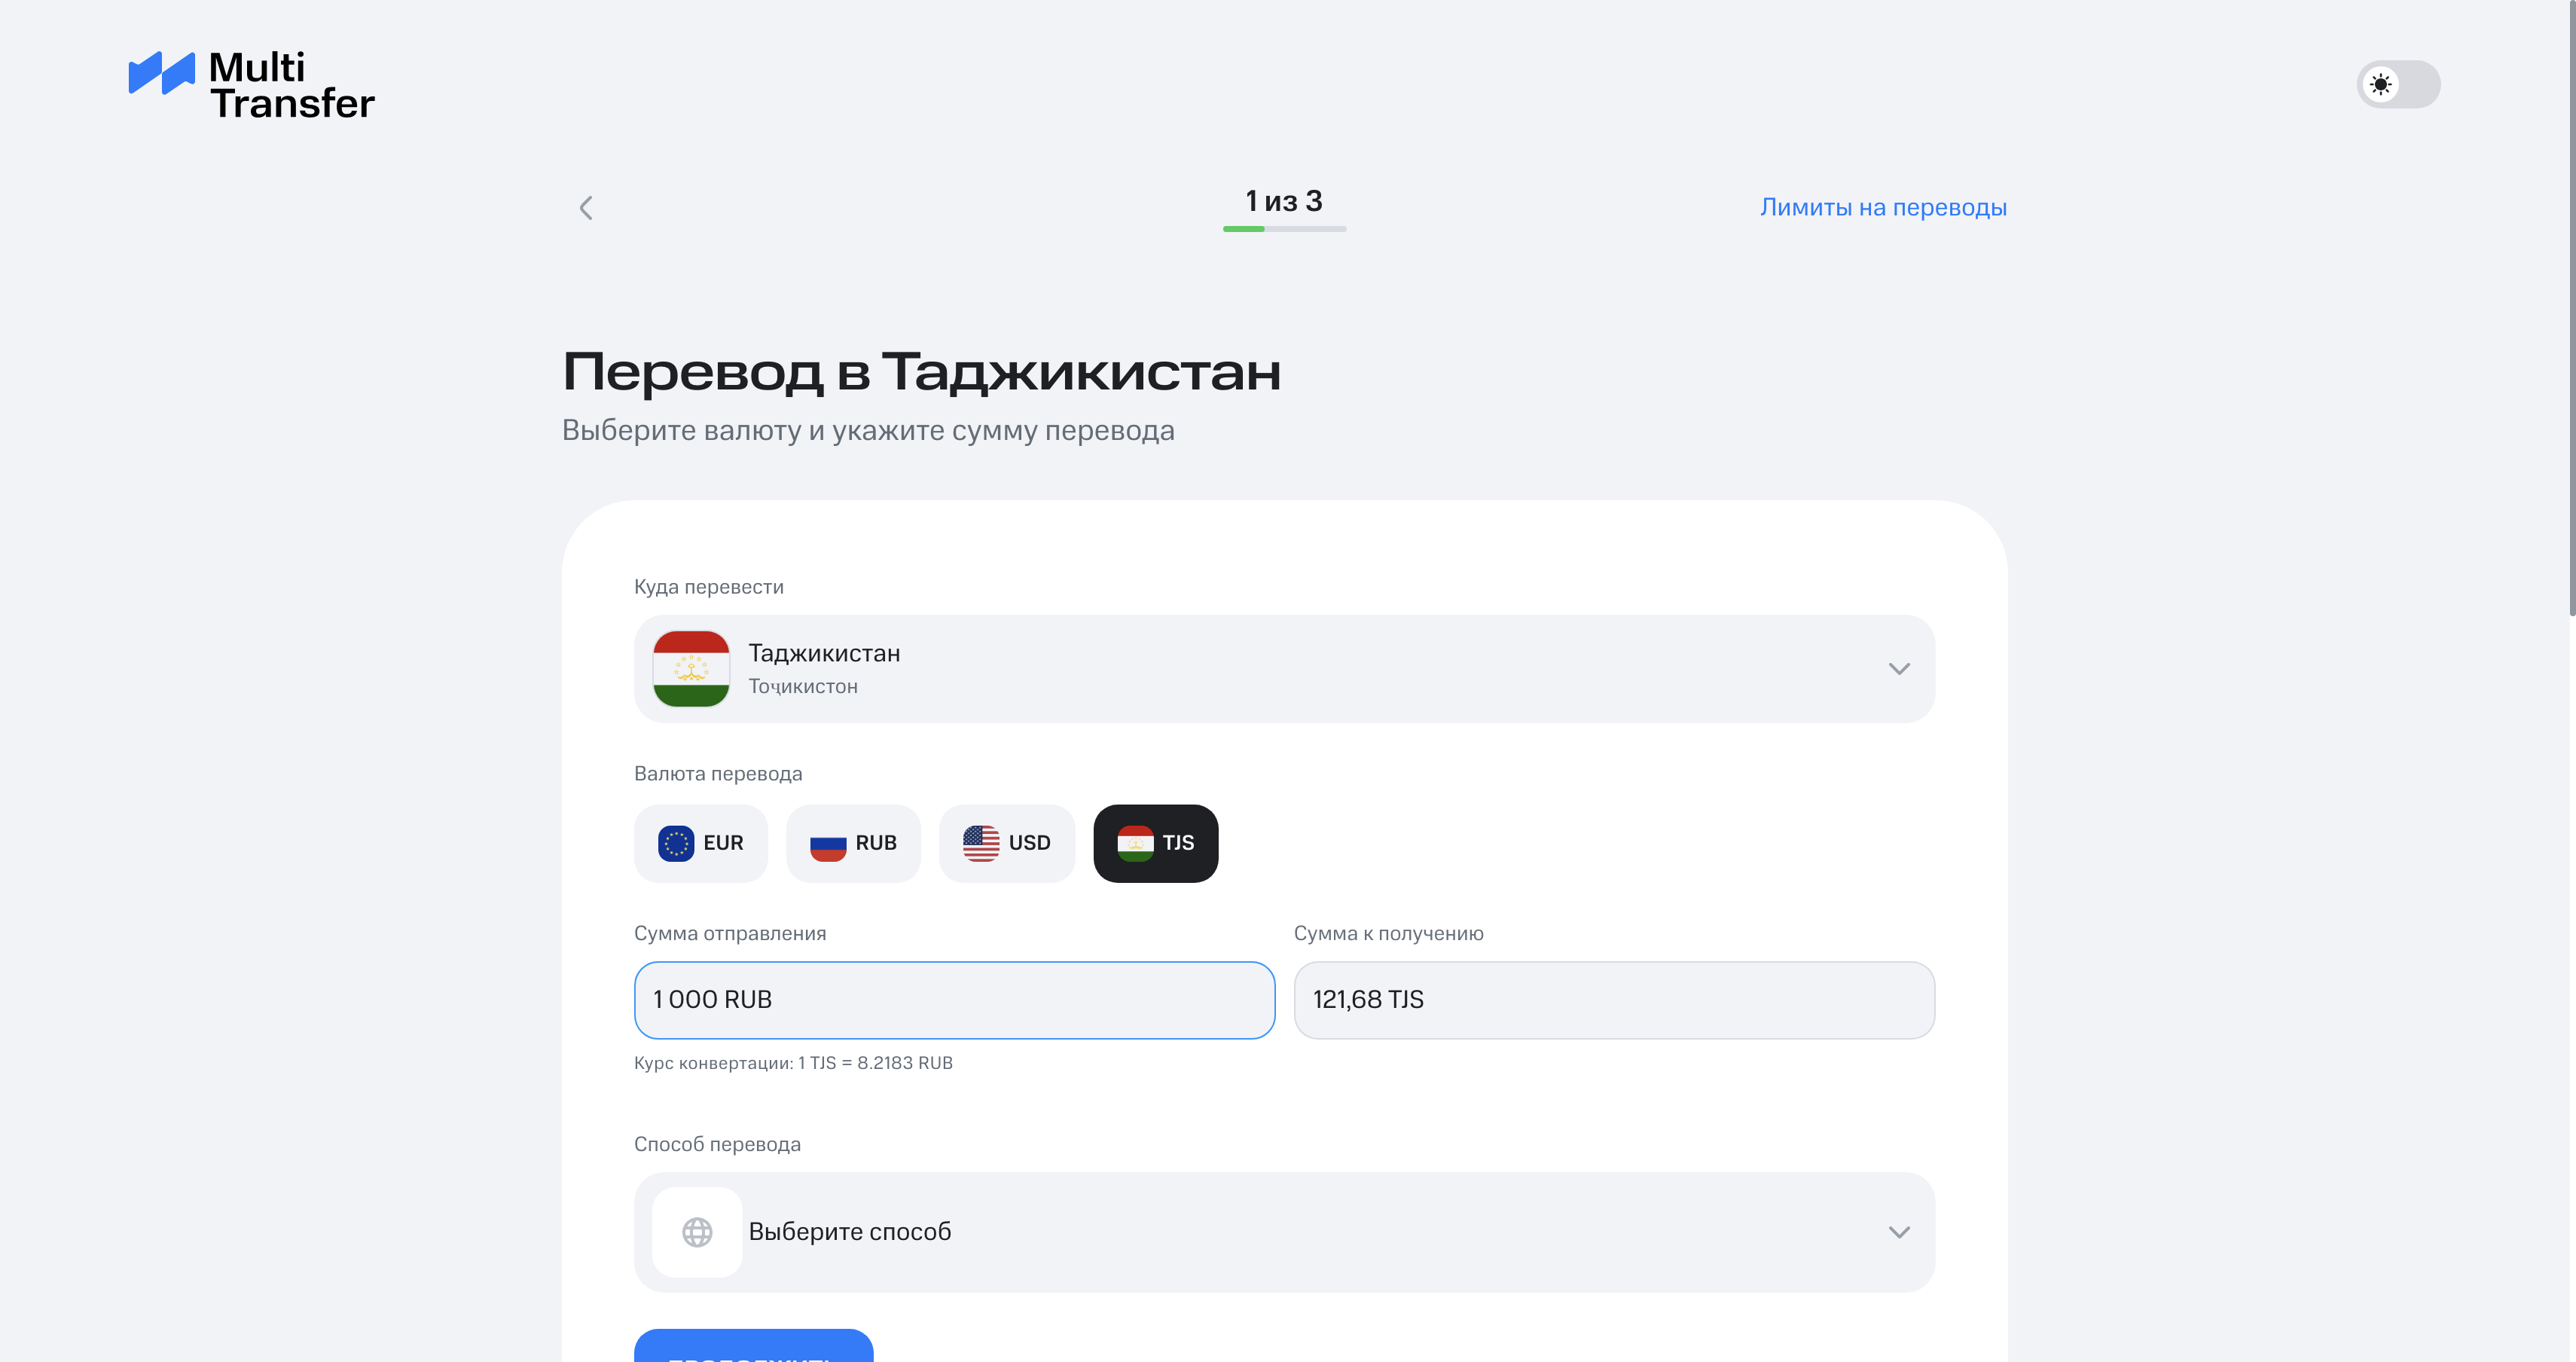 Multi
Transfer
1 из 3
Лимиты на переводы
Перевод в Таджикистан
Выберите валюту и укажите сумму перевода
Куда перевести
Таджикистан
Тоҷикистон
Валюта перевода
EUR
RUB
USD
TJS
Сумма отправления
Сумма к получению
1 000 RUB
121,68 TJS
Курс конвертации: 1 TJS = 8.2183 RUB
Способ перевода
Выберите способ